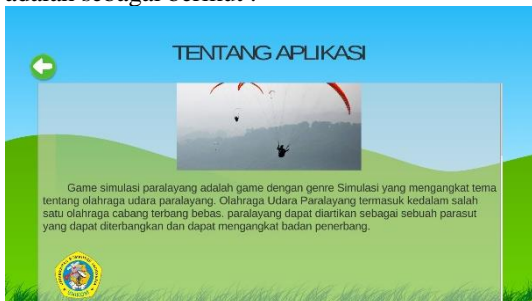 adalah sebagai berikut :
TENTANG APLIKASI
Game simulasi paralayang adalah game dengan genre Simulasi yang mengangkat tema
tentang olahraga udara paralayang. Olahraga Udara Paralayang termasuk kedalam salah
satu olahraga cabang terbang bebas. paralayang dapat diartikan sebagai sebuah parasut
yang dapat diterbangkan dan dapat mengangkat badan penerbang.
UNIKOM